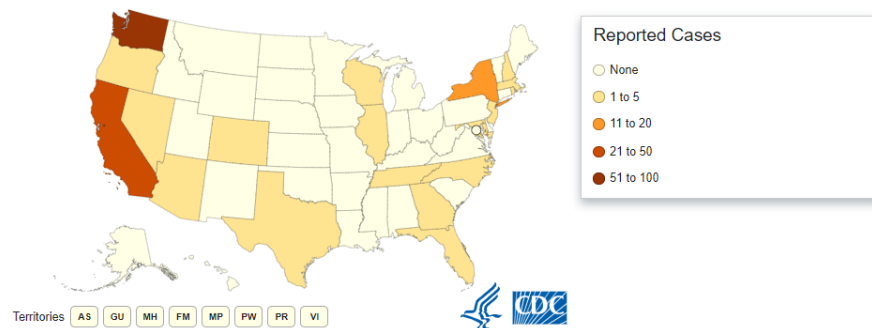 Reported Cases
None
1 to 5
11 to 20
21 to 50
51 to 100
Territories AS GU MH FM MP PW PR VI
CDC